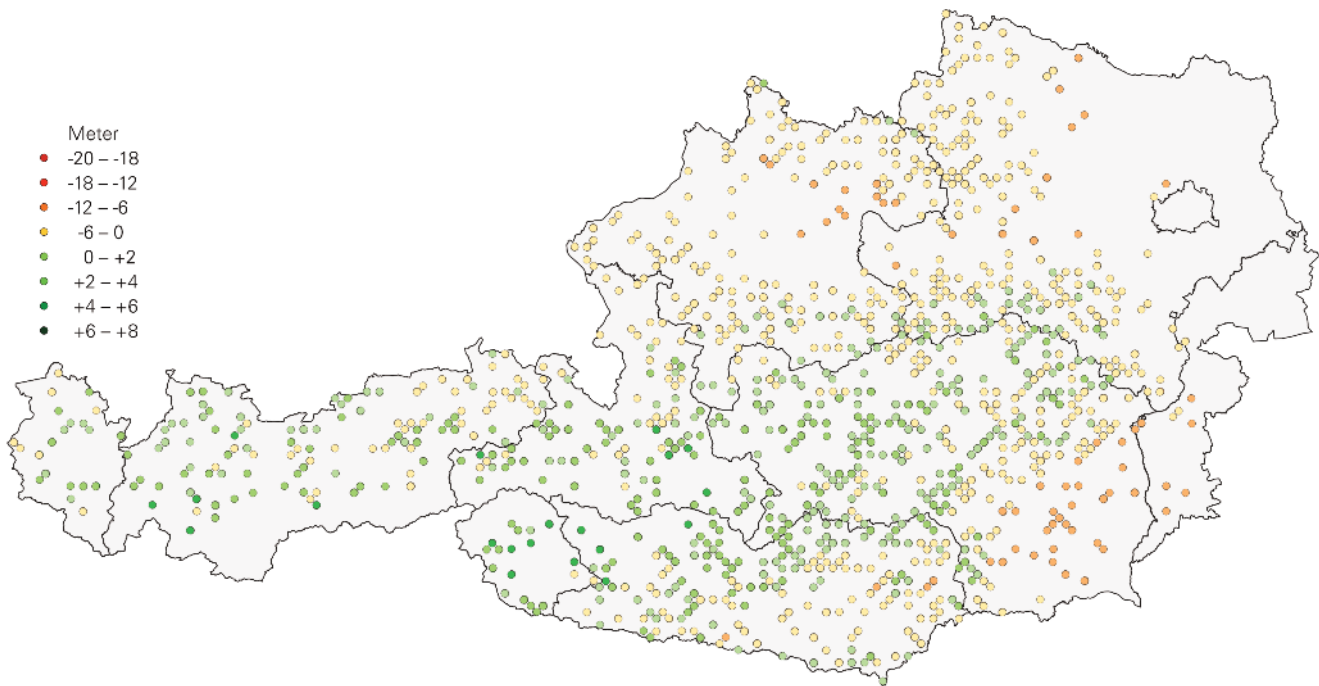 Meter
-20 – -18
-18 – -12
-12 – -6
-6 – 0
0 – +2
+2 – +4
+4 – +6
+6 – +8